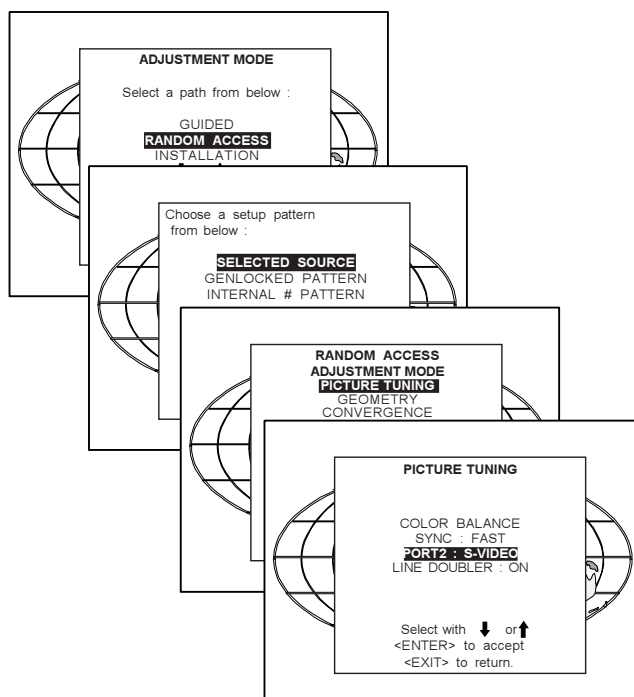 ADJUSTMENT MODE
Select a path from below :
GUIDED
RANDOM ACCESS
INSTALLATION
Choose a setup pattern
from below :
SELECTED SOURCE
GENLOCKED PATTERN
INTERNAL # PATTERN
RANDOM ACCESS
ADJUSTMENT MODE
PICTURE TUNING
GEOMETRY
CONVERGENCE
PICTURE TUNING
COLOR BALANCE
SYNC : FAST
PORT2 : S-VIDEO
LINE DOUBLER : ON
Select with ↓ or ↑
<ENTER> to accept
<EXIT> to return.